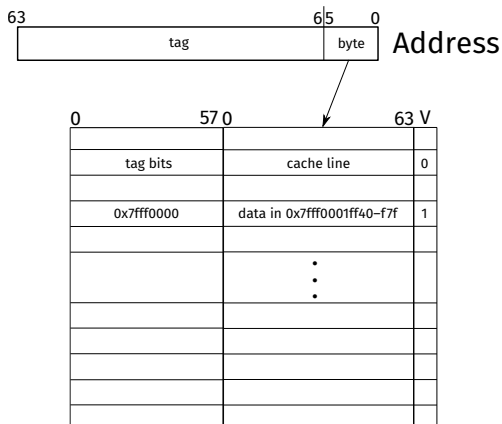 63 6 5 0
tag byte Address
0 57 0 63 V
tag bits cache line 0
0x7fff0000 data in 0x7fff0001ff40–f7f 1